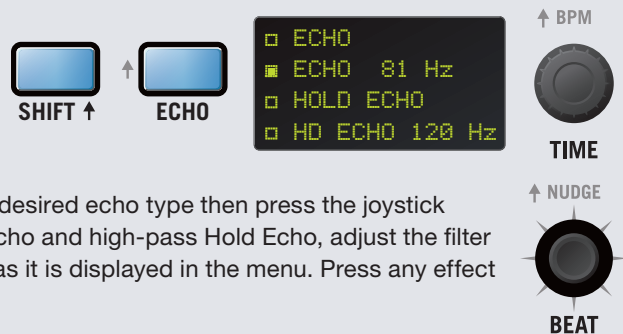 ↑ BPM
ECHO
ECHO 81 Hz
HOLD ECHO
HD ECHO 120 Hz
SHIFT ↑
ECHO
TIME
↑ NUDGE
desired echo type then press the joystick
cho and high-pass Hold Echo, adjust the filter
as it is displayed in the menu. Press any effect
BEAT